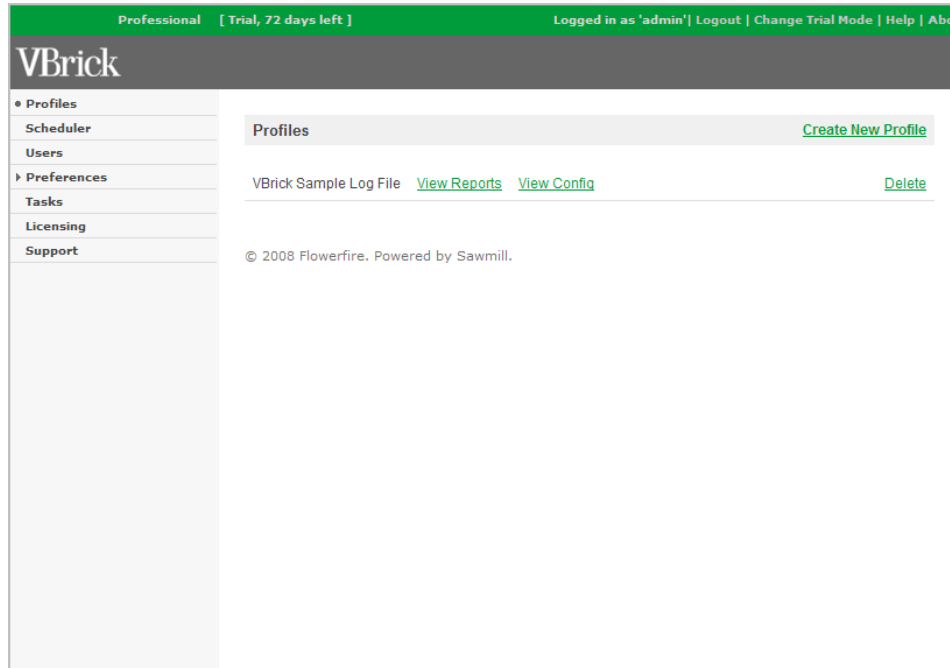 Professional [ Trial, 72 days left ] Logged in as 'admin'| Logout | Change Trial Mode | Help | Abo
VBrick
Profiles
Scheduler
Users
Preferences
Tasks
Licensing
Support
Profiles Create New Profile
VBrick Sample Log File View Reports View Config Delete
© 2008 Flowerfire. Powered by Sawmill.